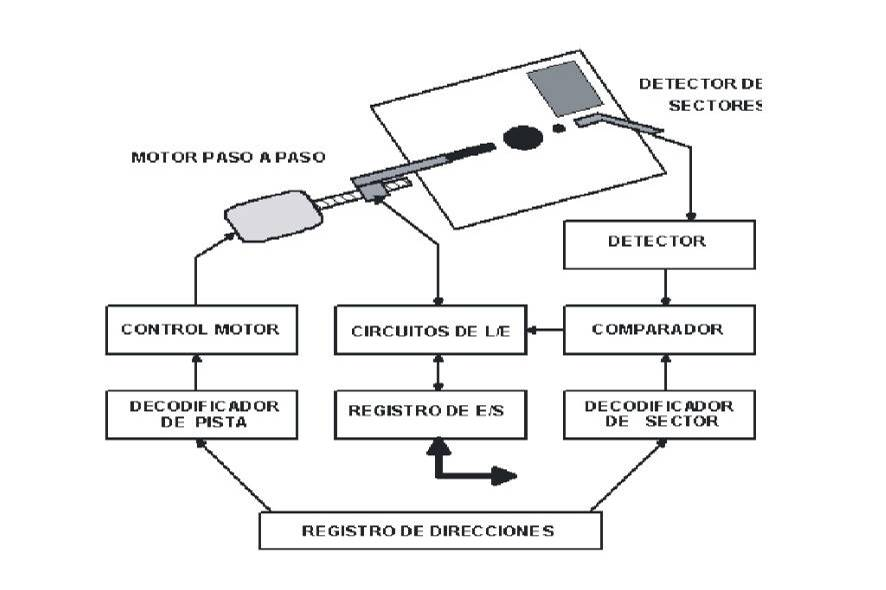 DETECTOR DE
SECTORES
MOTOR PASO A PASO
DETECTOR
CONTROL MOTOR
CIRCUITOS DE L/E
COMPARADOR
DECODIFICADOR
DE PISTA
REGISTRO DE E/S
DECODIFICADOR
DE SECTOR
REGISTRO DE DIRECCIONES